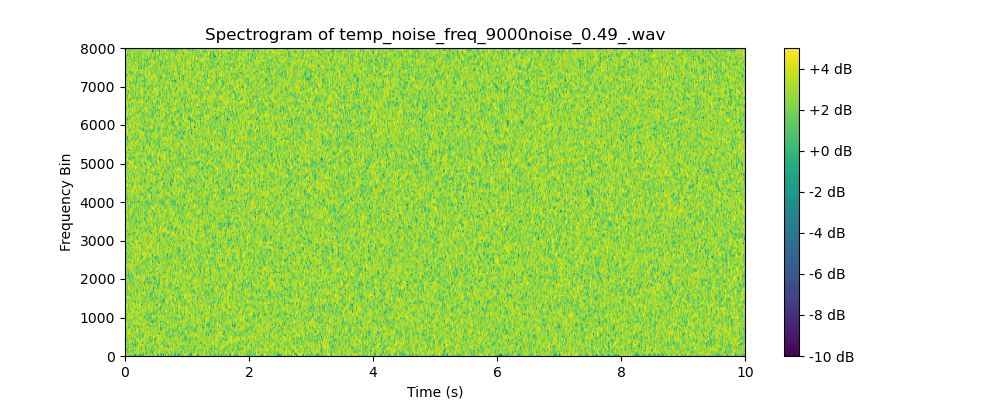 Spectrogram of temp_noise_freq_9000noise_0.49_.wav
8000
7000
6000
5000
4000
3000
2000
1000
0
Frequency Bin
0 2 4 6 8 10
Time (s)
+4 dB
+2 dB
+0 dB
-2 dB
-4 dB
-6 dB
-8 dB
-10 dB